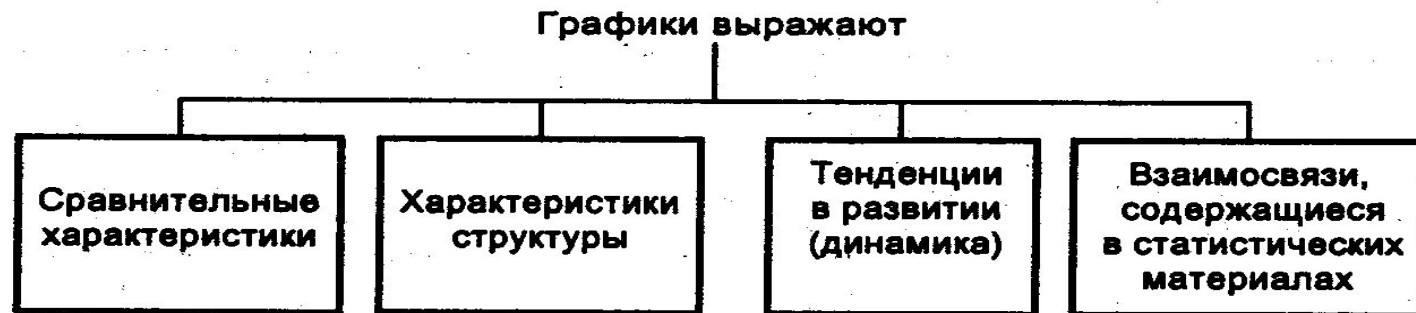 Графики выражают
Сравнительные
характеристики
Характеристики
структуры
Тенденции
в развитии
(динамика)
Взаимосвязи,
содержащиеся
в статистических
материалах